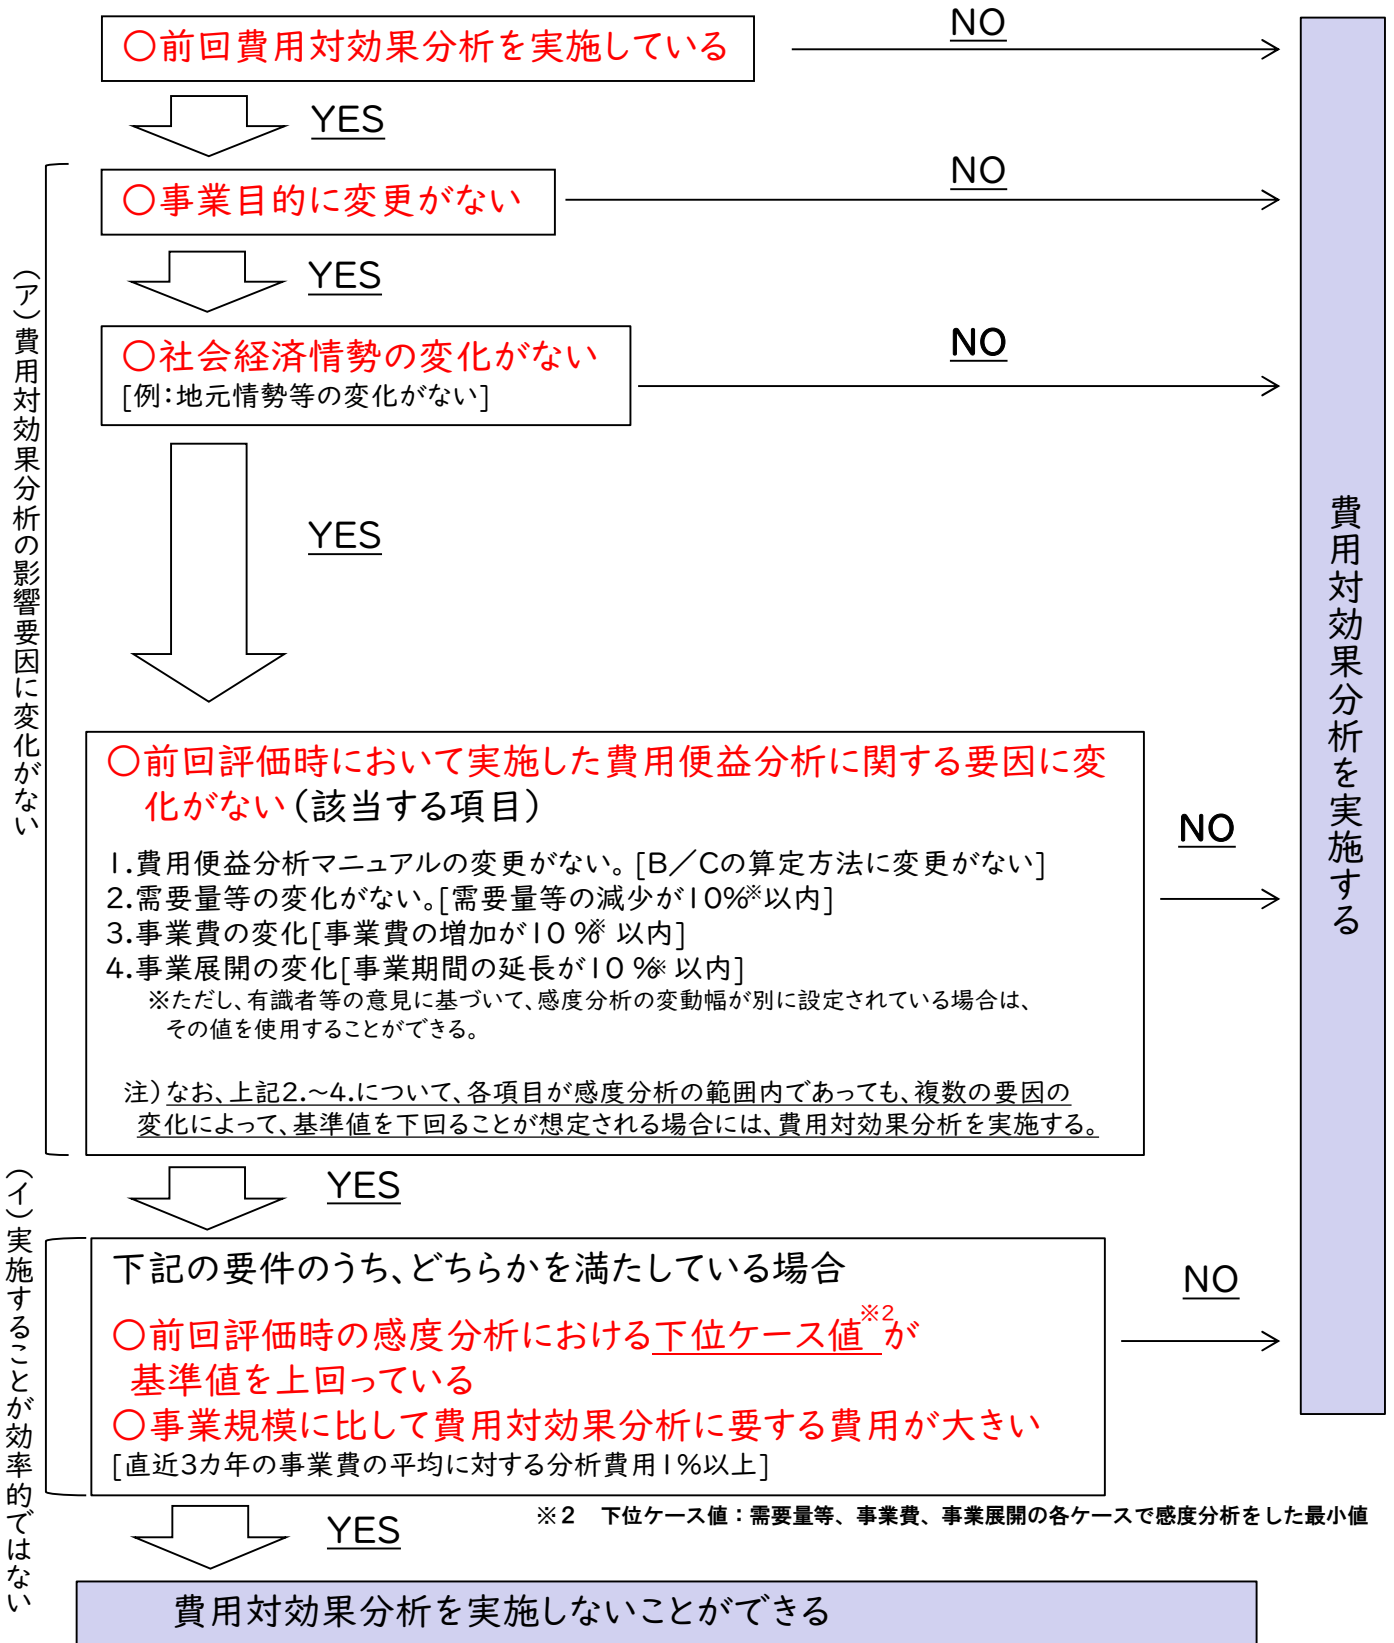 〇前回費用対効果分析を実施している
NO
YES
〇事業目的に変更がない
NO
YES
〇社会経済情勢の変化がない
[例：地元情勢等の変化がない]
NO
YES
(ア)費用対効果分析の影響要因に変化がない
〇前回評価時において実施した費用便益分析に関する要因に変
化がない（該当する項目）
1.費用便益分析マニュアルの変更がない。[B／Cの算定方法に変更がない]
2.需要量等の変化がない。[需要量等の減少が10%※以内]
3.事業費の変化[事業費の増加が10%※以内]
4.事業展開の変化[事業期間の延長が10%※以内]
※ただし、有識者等の意見に基づいて、感度分析の変動幅が別に設定されている場合は、
その値を使用することができる。
注）なお、上記2.～4.について、各項目が感度分析の範囲内であっても、複数の要因の
変化によって、基準値を下回ることが想定される場合には、費用対効果分析を実施する。
NO
YES
(イ)実施することが効率的ではない
下記の要件のうち、どちらかを満たしている場合
〇前回評価時の感度分析における下位ケース値※2が
基準値を上回っている
〇事業規模に比して費用対効果分析に要する費用が大きい
[直近3カ年の事業費の平均に対する分析費用1%以上]
NO
※２　下位ケース値：需要量等、事業費、事業展開の各ケースで感度分析をした最小値
YES
費用対効果分析を実施しないことができる
費用対効果分析を実施する